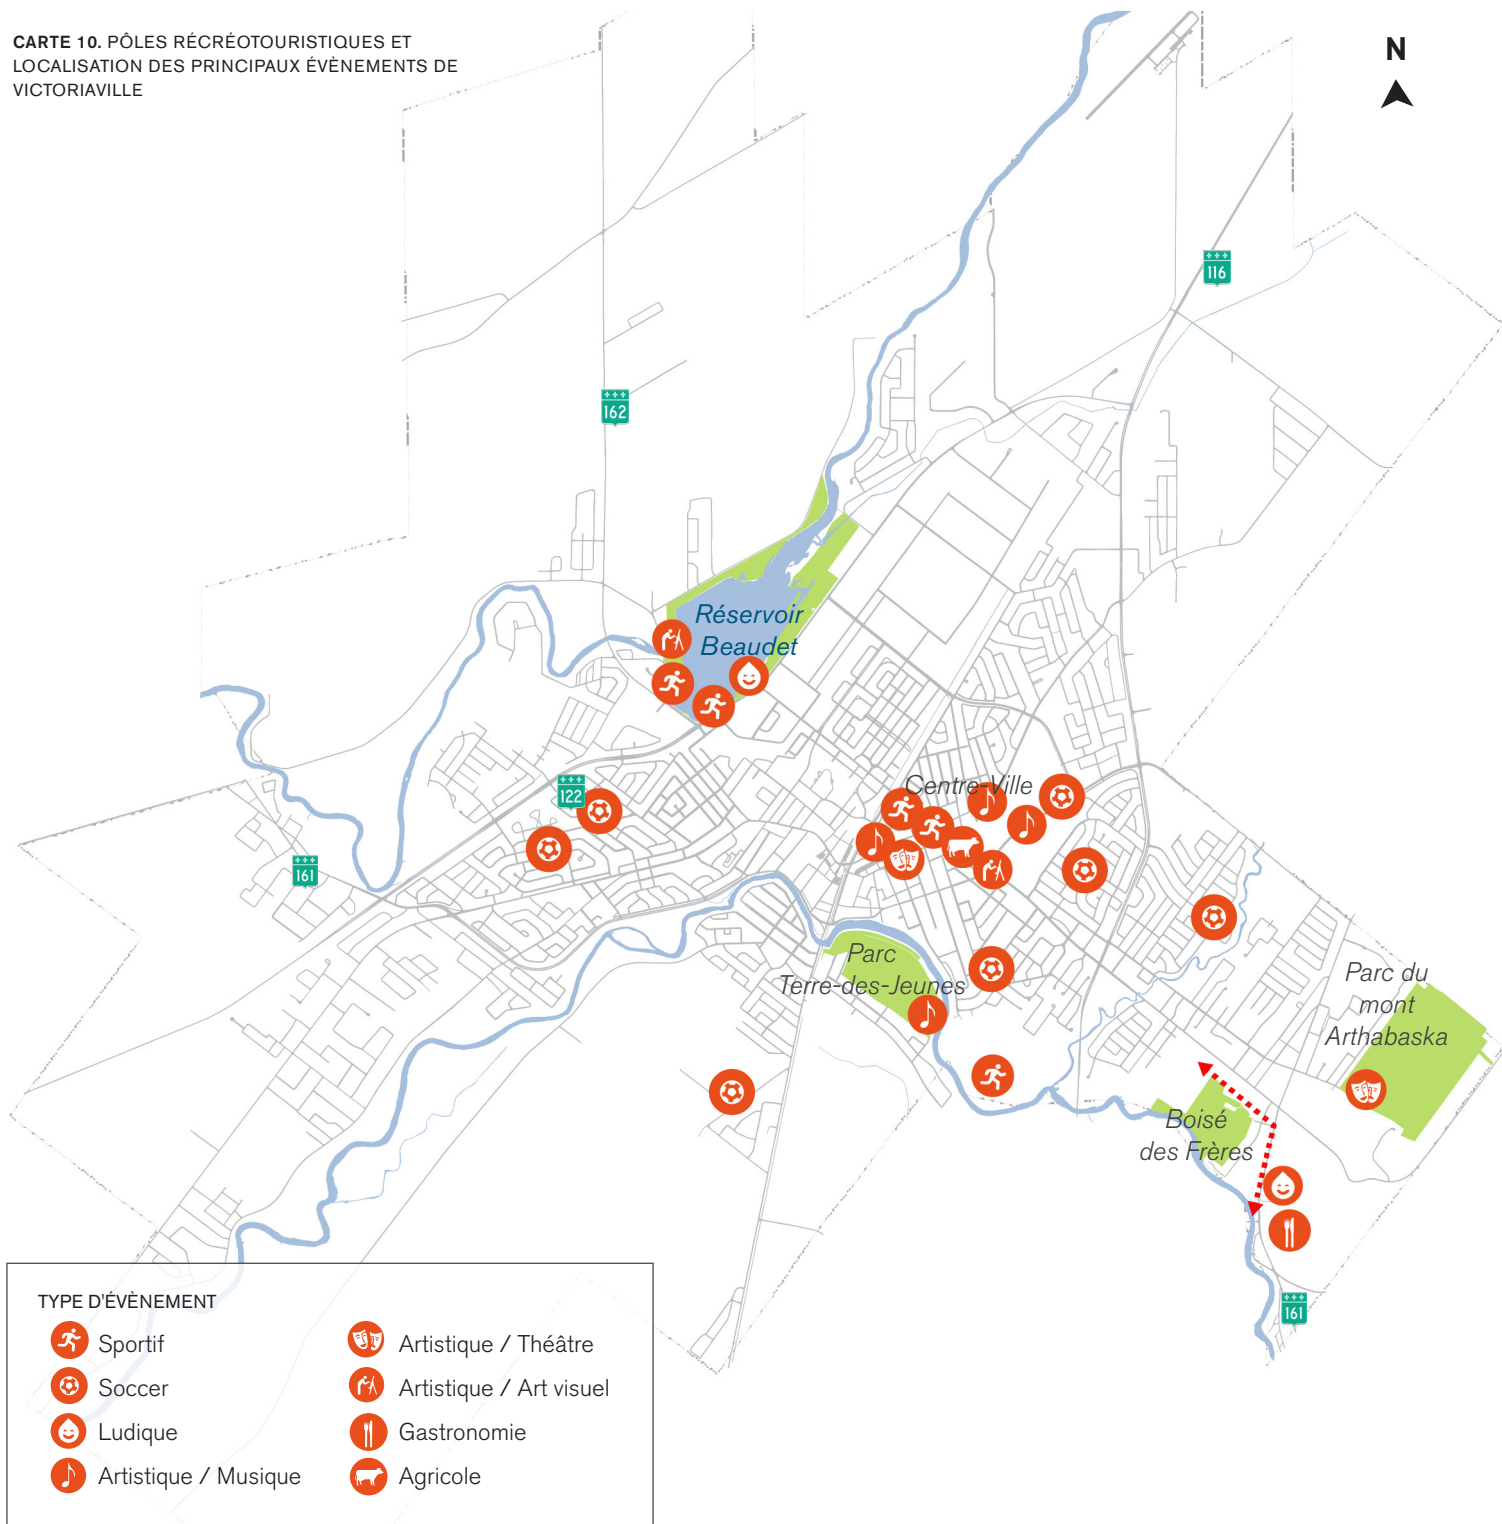 CARTE 10. PÔLES RÉCRÉOTOURISTIQUES ET
LOCALISATION DES PRINCIPAUX ÉVÈNEMENTS DE
VICTORIAVILLE
N
116
162
Réservoir
Beaudet
122
Centre-Ville
161
Parc
Terre-des-Jeunes
Parc du
mont
Arthabaska
Boisé
des Frères
161
TYPE D'ÉVÈNEMENT
Sportif
Soccer
Ludique
Artistique / Musique
Artistique / Théâtre
Artistique / Art visuel
Gastronomie
Agricole